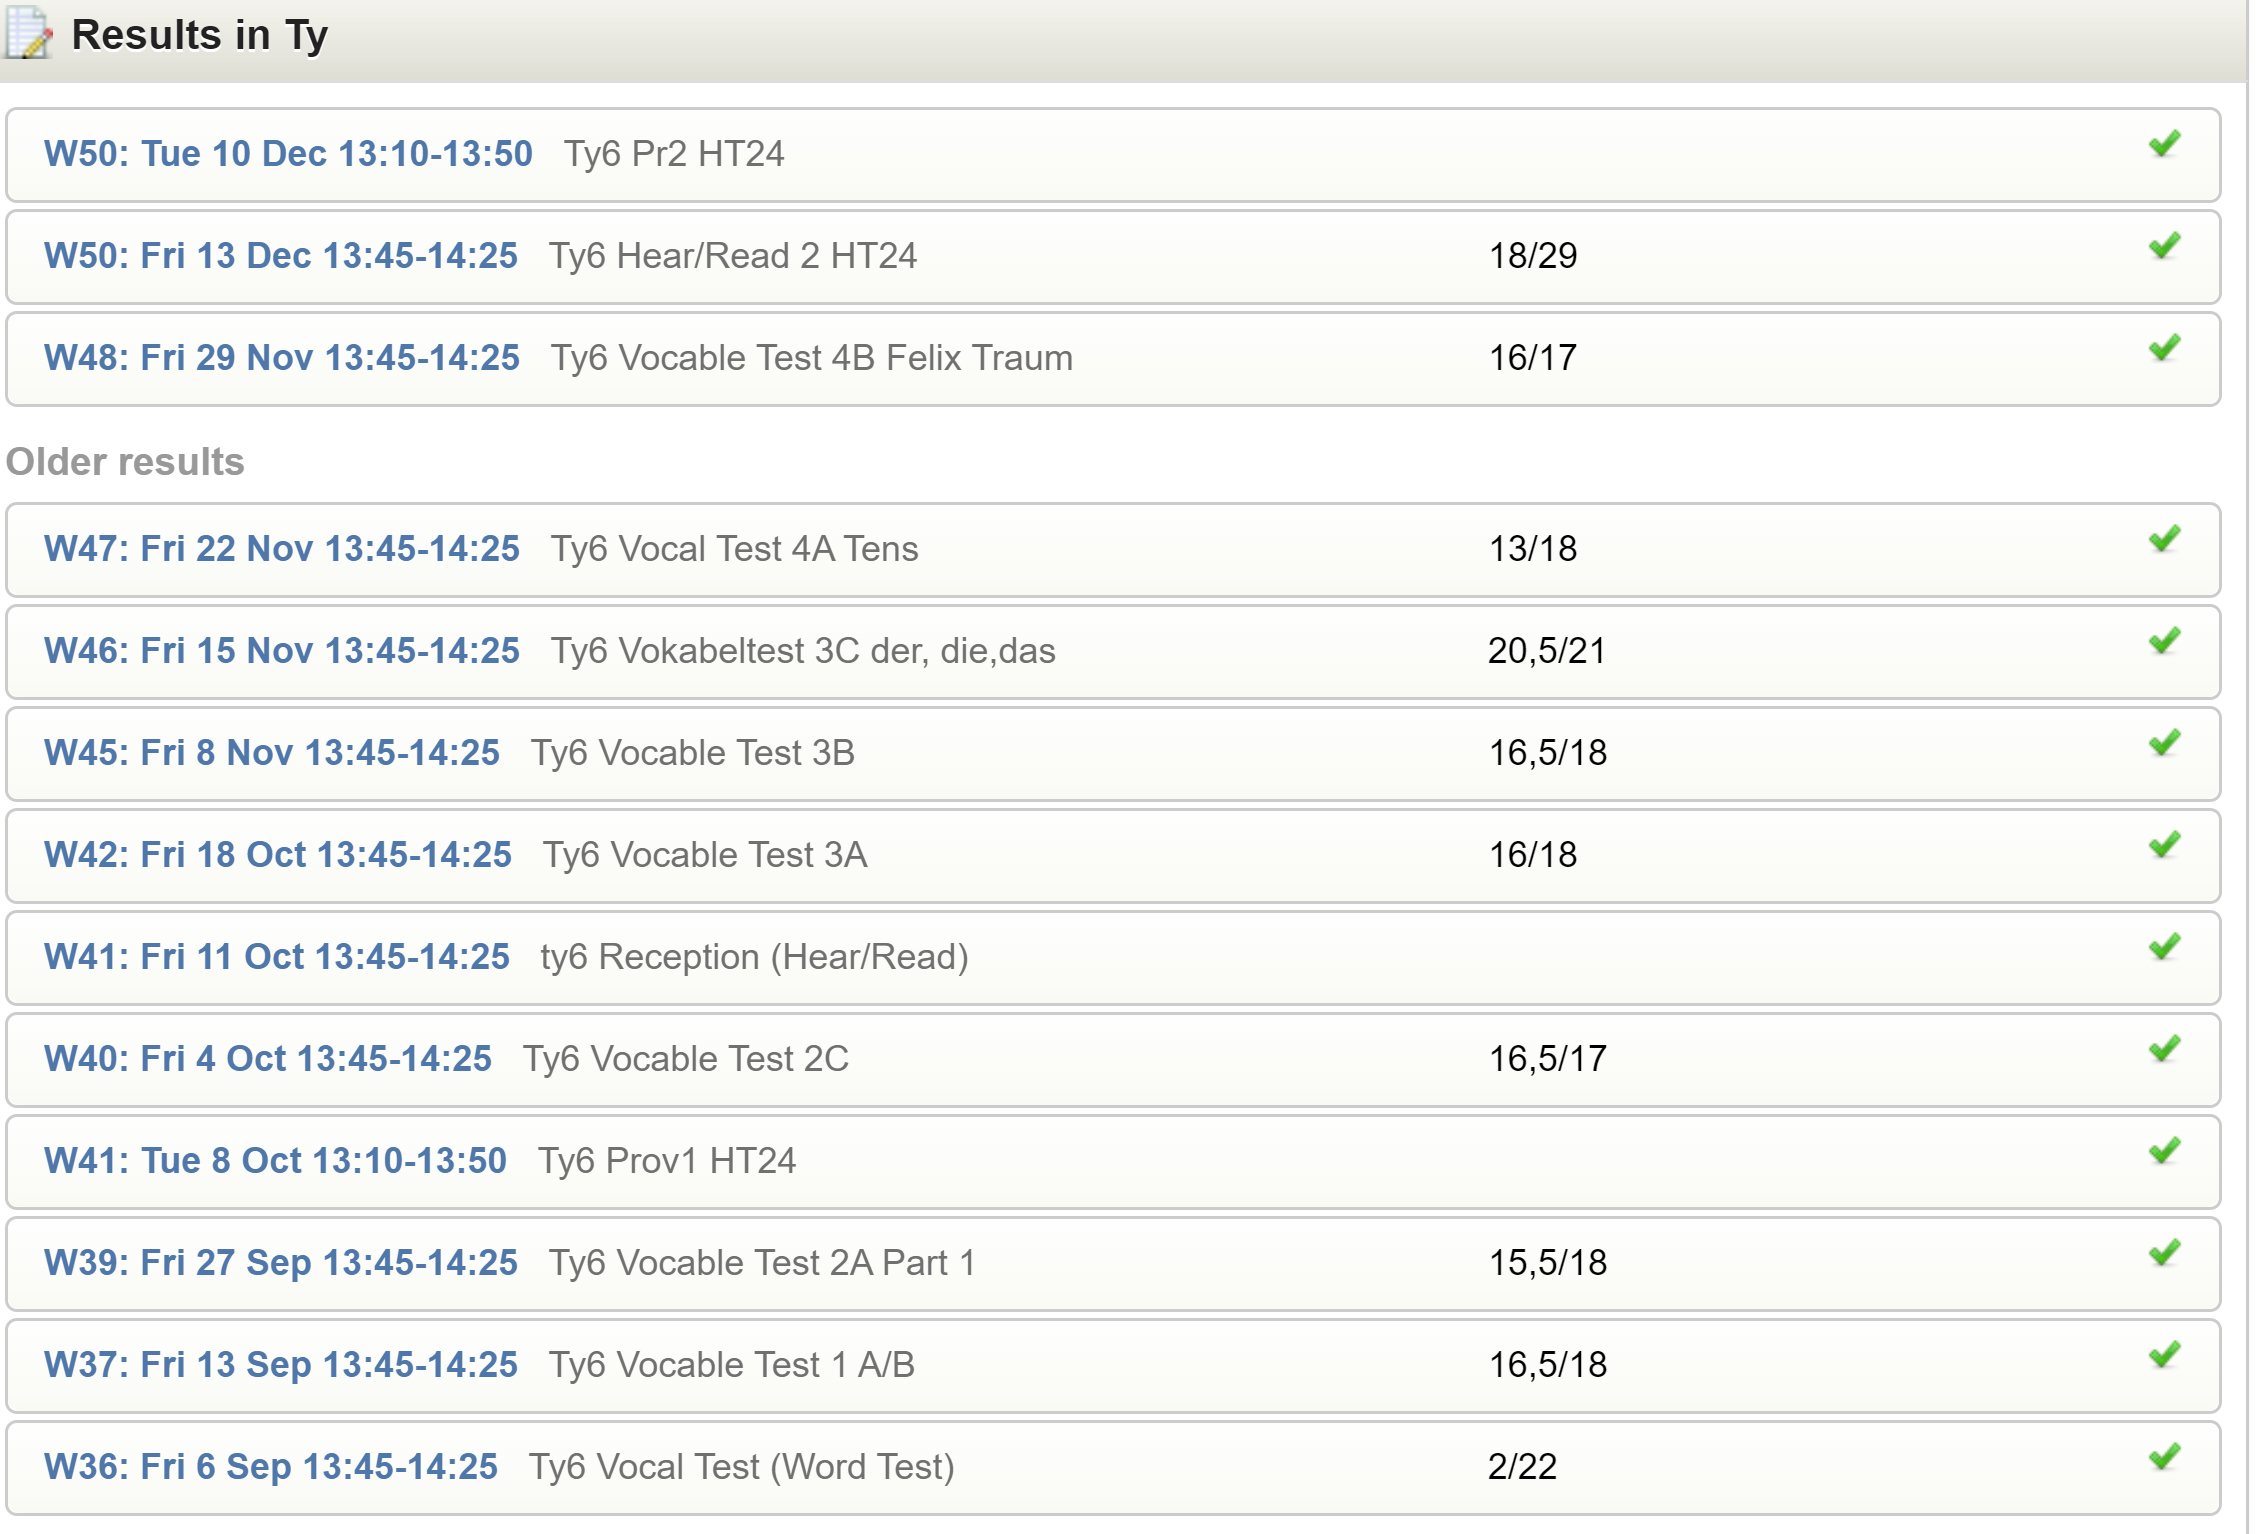 Results in Ty
W50: Tue 10 Dec 13:10-13:50 Ty6 Pr2 HT24
W50: Fri 13 Dec 13:45-14:25 Ty6 Hear/Read 2 HT24 18/29
W48: Fri 29 Nov 13:45-14:25 Ty6 Vocable Test 4B Felix Traum 16/17
Older results
W47: Fri 22 Nov 13:45-14:25 Ty6 Vocal Test 4A Tens 13/18
W46: Fri 15 Nov 13:45-14:25 Ty6 Vokabeltest 3C der, die,das 20,5/21
W45: Fri 8 Nov 13:45-14:25 Ty6 Vocable Test 3B 16,5/18
W42: Fri 18 Oct 13:45-14:25 Ty6 Vocable Test 3A 16/18
W41: Fri 11 Oct 13:45-14:25 ty6 Reception (Hear/Read)
W40: Fri 4 Oct 13:45-14:25 Ty6 Vocable Test 2C 16,5/17
W41: Tue 8 Oct 13:10-13:50 Ty6 Prov1 HT24
W39: Fri 27 Sep 13:45-14:25 Ty6 Vocable Test 2A Part 1 15,5/18
W37: Fri 13 Sep 13:45-14:25 Ty6 Vocable Test 1 A/B 16,5/18
W36: Fri 6 Sep 13:45-14:25 Ty6 Vocal Test (Word Test) 2/22